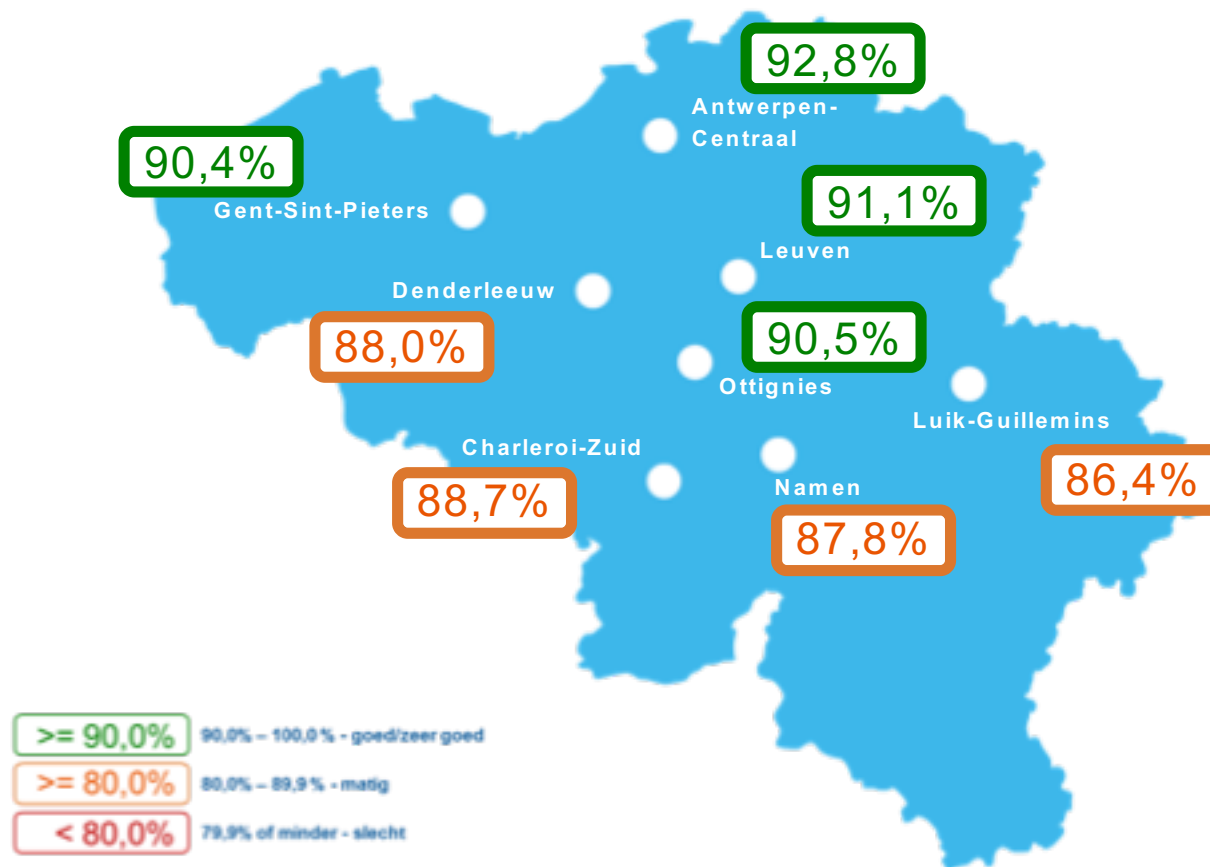 92,8%
Antwerpen-
Centraal
90,4%
Gent-Sint-Pieters
91,1%
Leuven
Denderleeuw
88,0%
90,5%
Ottignies
Luik-Guillemins
86,4%
Charleroi-Zuid
88,7%
Namen
87,8%
>= 90,0% 90,0% – 100,0% - goed/zeer goed
>= 80,0% 80,0% – 89,9% - matig
< 80,0% 79,9% of minder - slecht